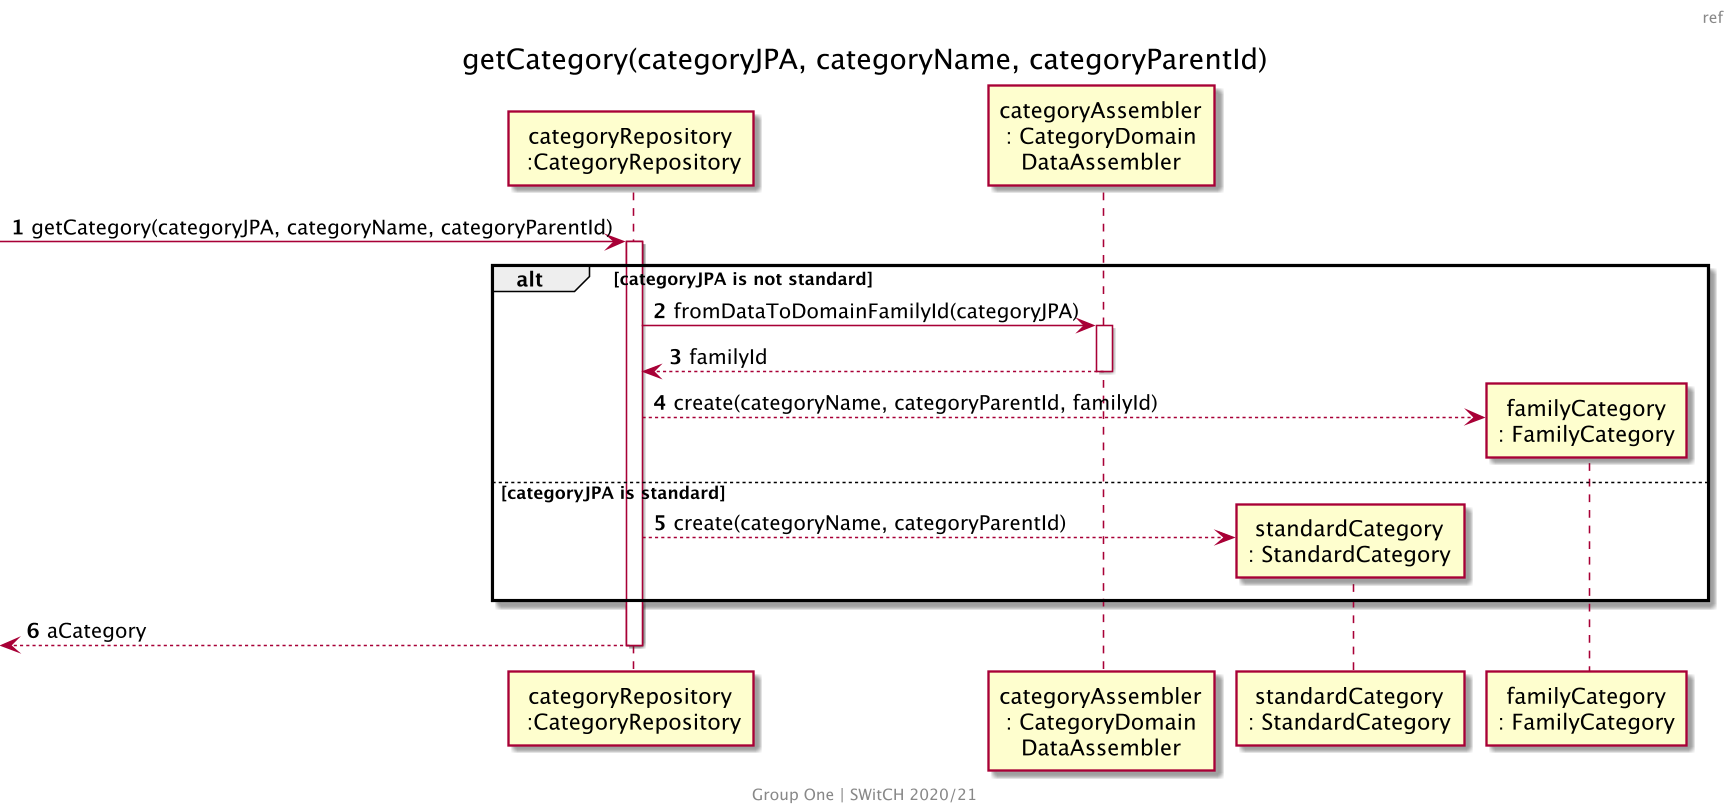 ref
getCategory(categoryJPA, categoryName, categoryParentId)
categoryRepository
:CategoryRepository
categoryAssembler
: CategoryDomain
DataAssembler
1 getCategory(categoryJPA, categoryName, categoryParentId)
alt [categoryJPA is not standard]
2 fromDataToDomainFamilyId(categoryJPA)
3 familyId
4 create(categoryName, categoryParentId, familyId)
familyCategory
: FamilyCategory
[categoryJPA is standard]
5 create(categoryName, categoryParentId)
standardCategory
: StandardCategory
6 aCategory
categoryRepository
:CategoryRepository
categoryAssembler
: CategoryDomain
DataAssembler
standardCategory
: StandardCategory
familyCategory
: FamilyCategory
Group One | SWitCH 2020/21